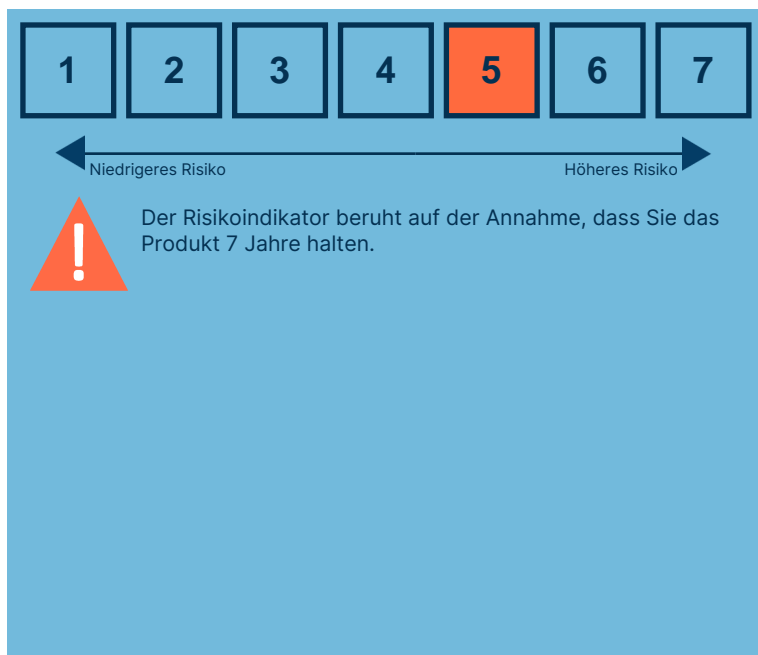 1 2 3 4 5 6 7
Niedrigeres Risiko Höheres Risiko
Der Risikoindikator beruht auf der Annahme, dass Sie das
Produkt 7 Jahre halten.